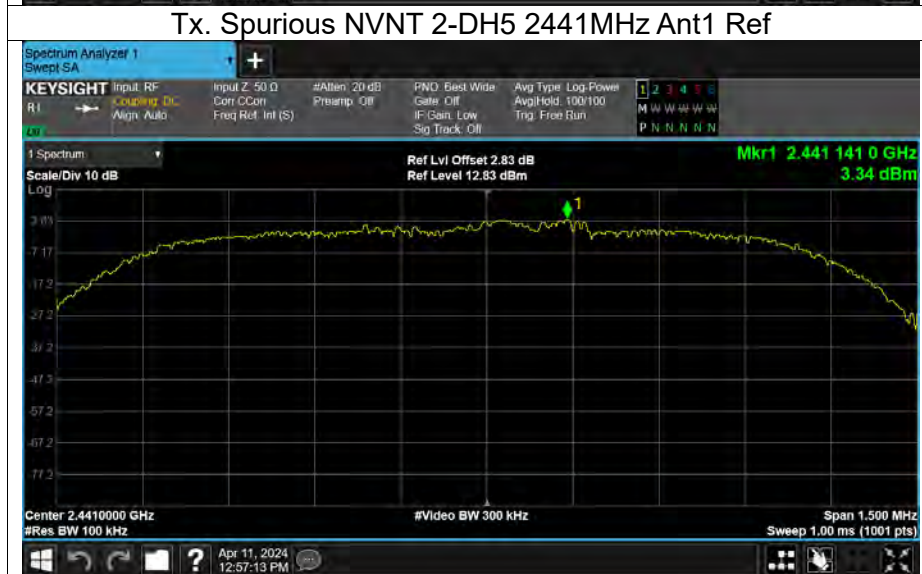 Tx. Spurious NVNT 2-DH5 2441MHz Ant1 Ref
Spectrum Analyzer 1
Swept SA
+
KEYSIGHT
Input: RF
Coupling: DC
Align: Auto
Input Z: 50 Ω
Corr CCorr
Freq Ref: Int (S)
#Atten: 20 dB
Preamp: Off
PNO: Best Wide
Gate: Off
IF Gain: Low
Sig Track: Off
Avg Type: Log-Power
Avg|Hold: 100/100
Trig: Free Run
1 2 3 4 5 6
M W W W W W
P N N N N N
1 Spectrum
Scale/Div 10 dB
Log
Ref Lvl Offset 2.83 dB
Ref Level 12.83 dBm
Mkr1 2.441 141 0 GHz
3.34 dBm
1
2.83
-7.17
-17.2
-27.2
-37.2
-47.2
-57.2
-67.2
-77.2
Center 2.4410000 GHz
#Res BW 100 kHz
#Video BW 300 kHz
Span 1.500 MHz
Sweep 1.00 ms (1001 pts)
?
Apr 11, 2024
12:57:13 PM